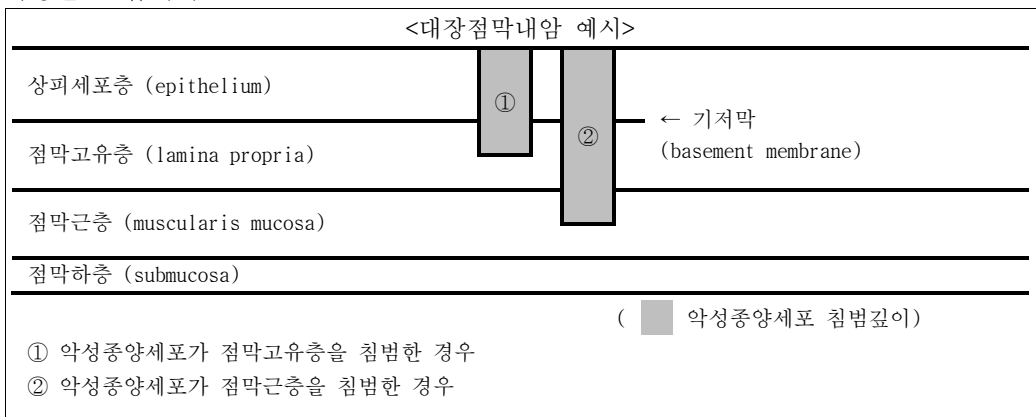 <대장점막내암 예시>
상피세포층 (epithelium)
①
← 기저막
②
점막고유층 (lamina propria)
(basement membrane)
점막근층 (muscularis mucosa)
점막하층 (submucosa)
( 악성종양세포 침범깊이)
① 악성종양세포가 점막고유층을 침범한 경우
② 악성종양세포가 점막근층을 침범한 경우